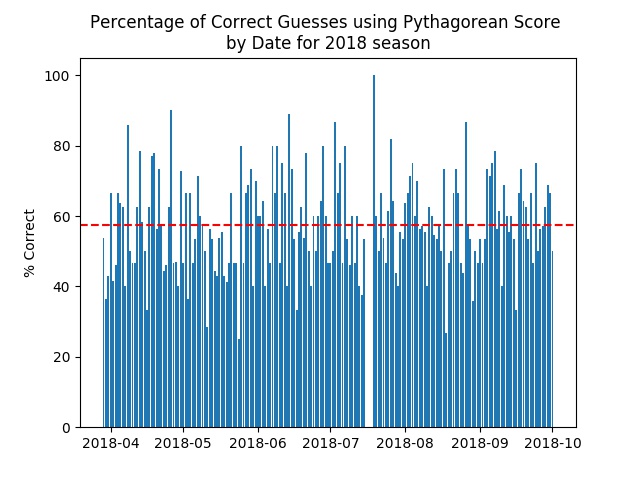 Percentage of Correct Guesses using Pythagorean Score
by Date for 2018 season
% Correct
100
80
60
40
20
0
2018-04 2018-05 2018-06 2018-07 2018-08 2018-09 2018-10